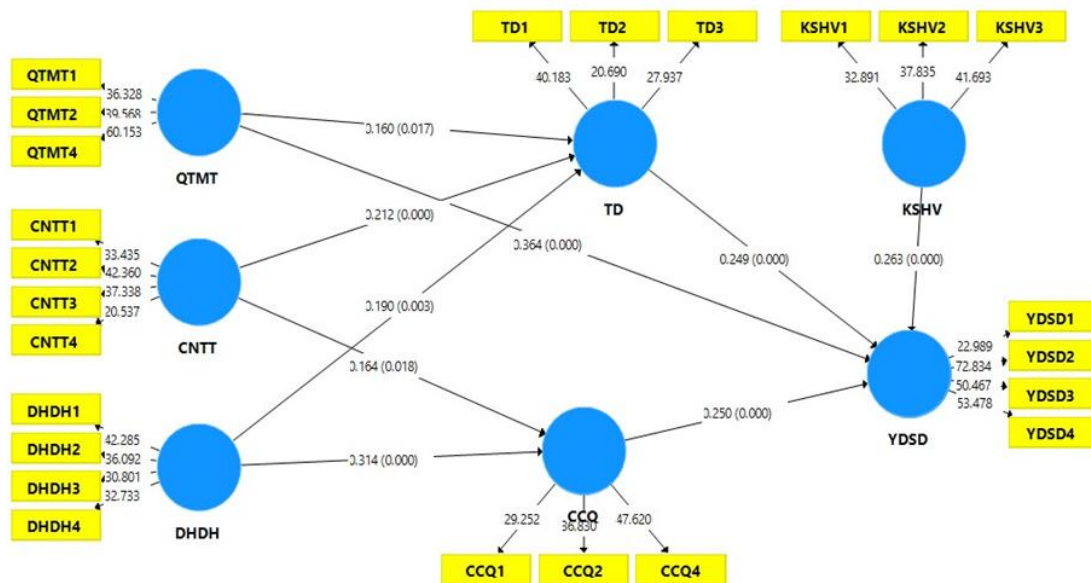 TD1
TD2
TD3
KSHV1
KSHV2
KSHV3
40.183
20.690
27.937
32.891
37.835
41.693
QTMT1
QTMT2
QTMT4
36.328
39.568
60.153
QTMT
0.160 (0.017)
TD
KSHV
CNTT1
CNTT2
CNTT3
CNTT4
33.435
42.360
37.338
20.537
CNTT
0.212 (0.000)
0.364 (0.000)
0.249 (0.000)
0.263 (0.000)
0.190 (0.003)
0.164 (0.018)
YDSD1
YDSD2
YDSD3
YDSD4
22.989
72.834
50.467
53.478
YDSD
DHDH1
DHDH2
DHDH3
DHDH4
42.285
36.092
30.801
32.733
DHDH
0.314 (0.000)
0.250 (0.000)
CCQ
29.252
36.830
47.620
CCQ1
CCQ2
CCQ4